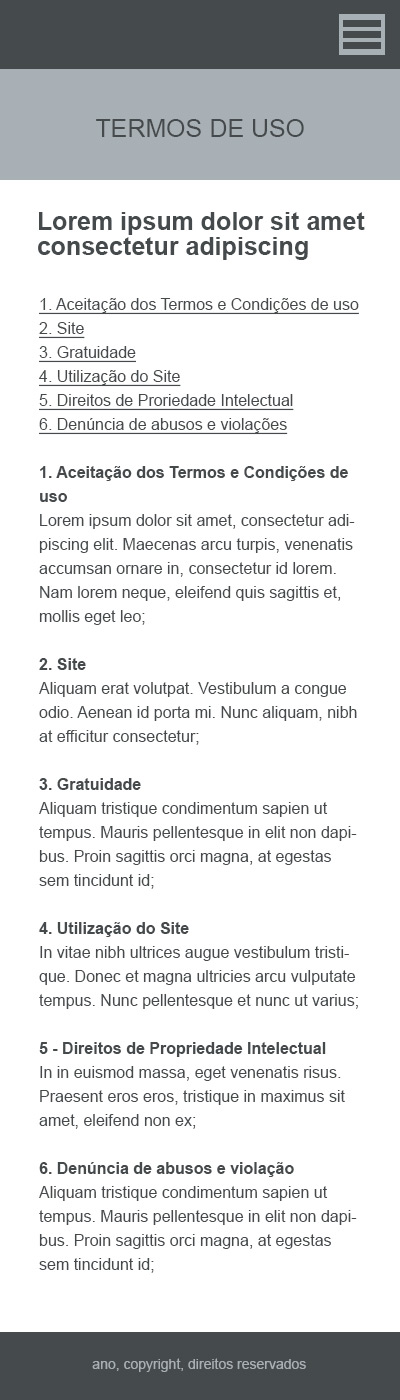 TERMOS DE USO
Lorem ipsum dolor sit amet
consectetur adipiscing
1. Aceitação dos Termos e Condições de uso
2. Site
3. Gratuidade
4. Utilização do Site
5. Direitos de Proriedade Intelectual
6. Denúncia de abusos e violações
1. Aceitação dos Termos e Condições de
uso
Lorem ipsum dolor sit amet, consectetur adi-
piscing elit. Maecenas arcu turpis, venenatis
accumsan ornare in, consectetur id lorem.
Nam lorem neque, eleifend quis sagittis et,
mollis eget leo;
2. Site
Aliquam erat volutpat. Vestibulum a congue
odio. Aenean id porta mi. Nunc aliquam, nibh
at efficitur consectetur;
3. Gratuidade
Aliquam tristique condimentum sapien ut
tempus. Mauris pellentesque in elit non dapi-
bus. Proin sagittis orci magna, at egestas
sem tincidunt id;
4. Utilização do Site
In vitae nibh ultrices augue vestibulum tristi-
que. Donec et magna ultricies arcu vulputate
tempus. Nunc pellentesque et nunc ut varius;
5 - Direitos de Propriedade Intelectual
In in euismod massa, eget venenatis risus.
Praesent eros eros, tristique in maximus sit
amet, eleifend non ex;
6. Denúncia de abusos e violação
Aliquam tristique condimentum sapien ut
tempus. Mauris pellentesque in elit non dapi-
bus. Proin sagittis orci magna, at egestas
sem tincidunt id;
ano, copyright, direitos reservados